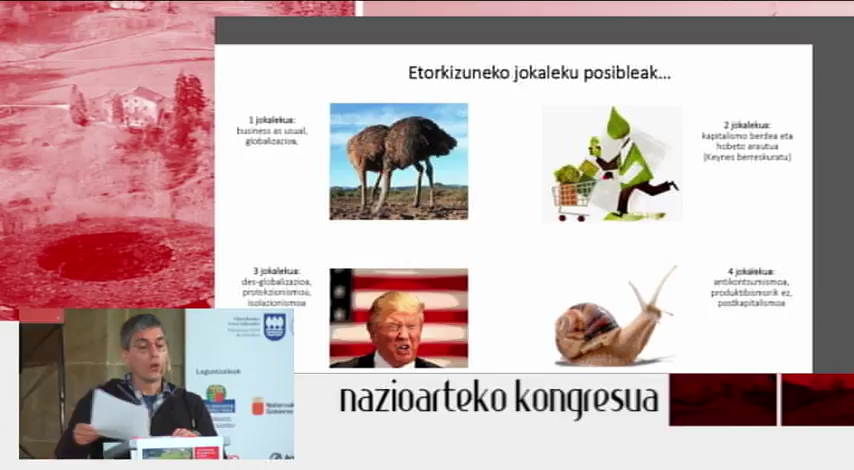 Etorkizuneko jokaleku posibleak...
1 jokalekua:
business as usual,
globalizazioa,
2 jokalekua:
kapitalismo berdea eta
hobeto arautua
(Keynes berreskuratu)
3 jokalekua:
des-globalizazioa,
protekzionismoa,
isolazionismoa
4 jokalekua:
antikontsumismoa,
produktibismorik ez,
postkapitalismoa
Laguntzaileak
nazioarteko kongresua